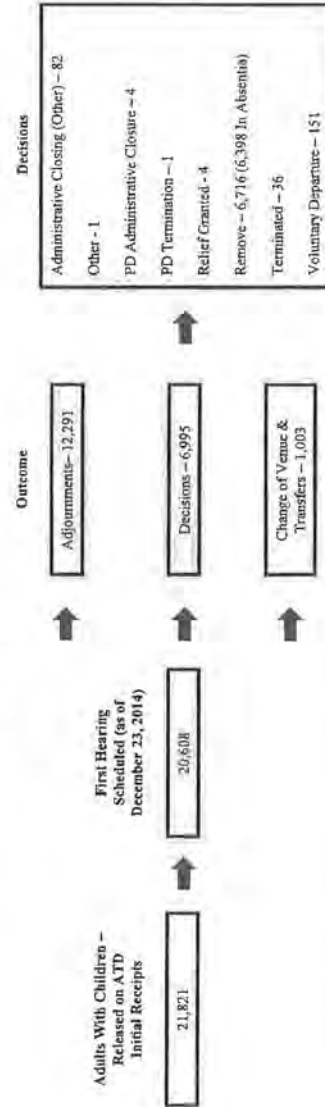 Adults With Children –
Released on ATD
Initial Receipts
21,821
First Hearing
Scheduled (as of
December 23, 2014)
20,608
Outcome
Adjournments– 12,291
Decisions – 6,995
Change of Venue &
Transfers – 1,003
Decisions
Administrative Closing (Other) – 82
Other - 1
PD Administrative Closure – 4
PD Termination – 1
Relief Granted - 4
Remove – 6,716 (6,398 In Absentia)
Terminated – 36
Voluntary Departure – 151